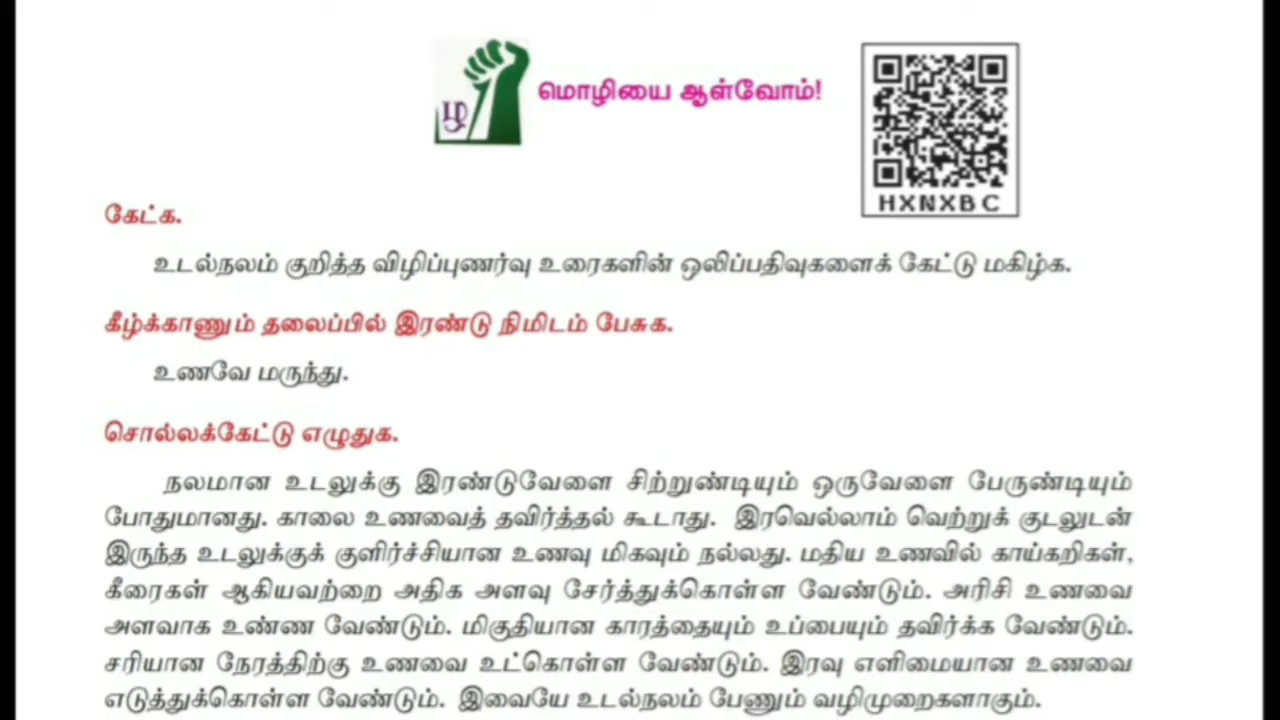 ழ
மொழியை ஆள்வோம்!
HXNXBC
கேட்க.
உடல்நலம் குறித்த விழிப்புணர்வு உரைகளின் ஒலிப்பதிவுகளைக் கேட்டு மகிழ்க.
கீழ்க்காணும் தலைப்பில் இரண்டு நிமிடம் பேசுக.
உணவே மருந்து.
சொல்லக்கேட்டு எழுதுக.
நலமான உடலுக்கு இரண்டுவேளை சிற்றுண்டியும் ஒருவேளை பேருண்டியும்
போதுமானது. காலை உணவைத் தவிர்த்தல் கூடாது. இரவெல்லாம் வெற்றுக் குடலுடன்
இருந்த உடலுக்குக் குளிர்ச்சியான உணவு மிகவும் நல்லது. மதிய உணவில் காய்கறிகள்,
கீரைகள் ஆகியவற்றை அதிக அளவு சேர்த்துக்கொள்ள வேண்டும். அரிசி உணவை
அளவாக உண்ண வேண்டும். மிகுதியான காரத்தையும் உப்பையும் தவிர்க்க வேண்டும்.
சரியான நேரத்திற்கு உணவை உட்கொள்ள வேண்டும். இரவு எளிமையான உணவை
எடுத்துக்கொள்ள வேண்டும். இவையே உடல்நலம் பேணும் வழிமுறைகளாகும்.